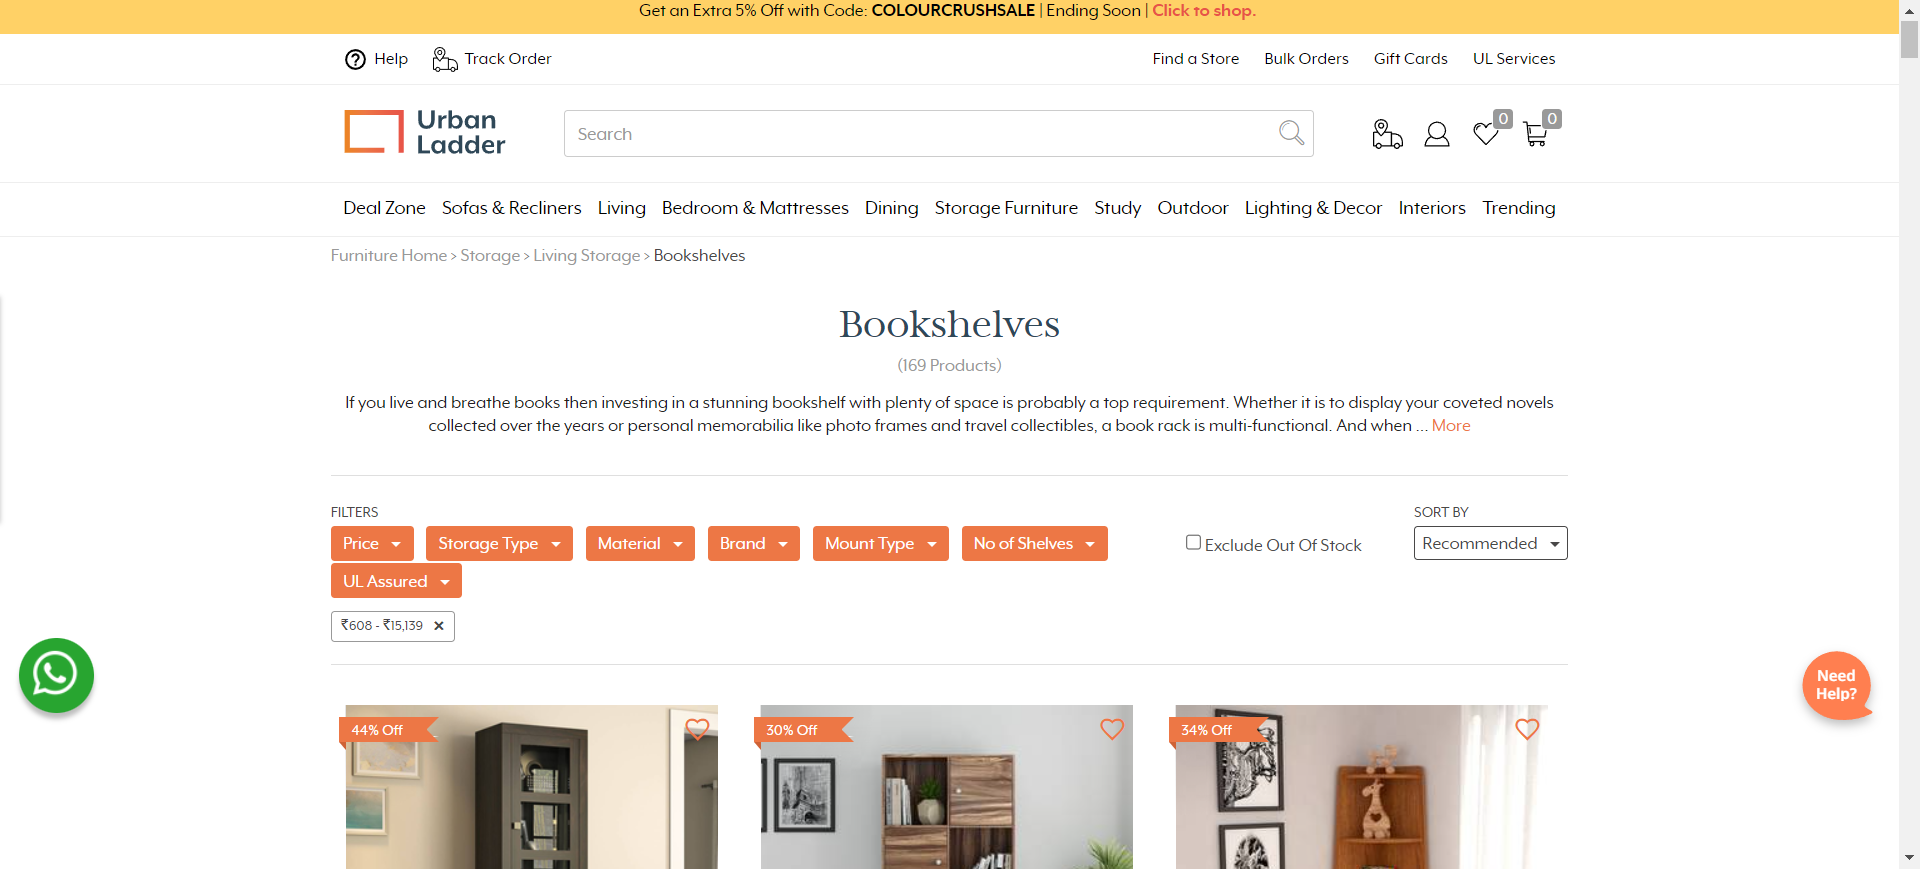 Get an Extra 5% Off with Code: COLOURCRUSHSALE | Ending Soon | Click to shop.
Help Track Order Find a Store Bulk Orders Gift Cards UL Services
Urban
Ladder
Search
0 0
Deal Zone Sofas & Recliners Living Bedroom & Mattresses Dining Storage Furniture Study Outdoor Lighting & Decor Interiors Trending
Furniture Home > Storage > Living Storage > Bookshelves
Bookshelves
(169 Products)
If you live and breathe books then investing in a stunning bookshelf with plenty of space is probably a top requirement. Whether it is to display your coveted novels
collected over the years or personal memorabilia like photo frames and travel collectibles, a book rack is multi-functional. And when ... More
FILTERS SORT BY
Price Storage Type Material Brand Mount Type No of Shelves Exclude Out Of Stock Recommended
UL Assured
₹608 - ₹15,139 ✕
Need
Help?
44% Off 30% Off 34% Off